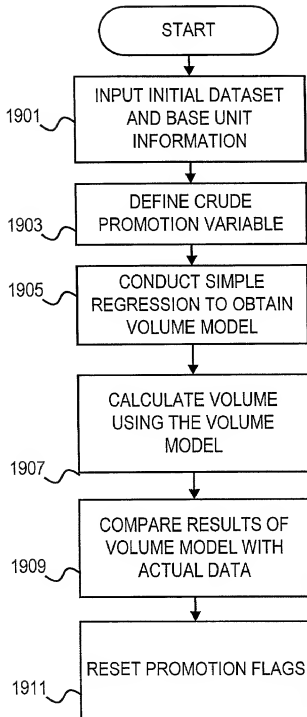 START
1901
INPUT INITIAL DATASET
AND BASE UNIT
INFORMATION
1903
DEFINE CRUDE
PROMOTION VARIABLE
1905
CONDUCT SIMPLE
REGRESSION TO OBTAIN
VOLUME MODEL
1907
CALCULATE VOLUME
USING THE VOLUME
MODEL
1909
COMPARE RESULTS OF
VOLUME MODEL WITH
ACTUAL DATA
1911
RESET PROMOTION FLAGS